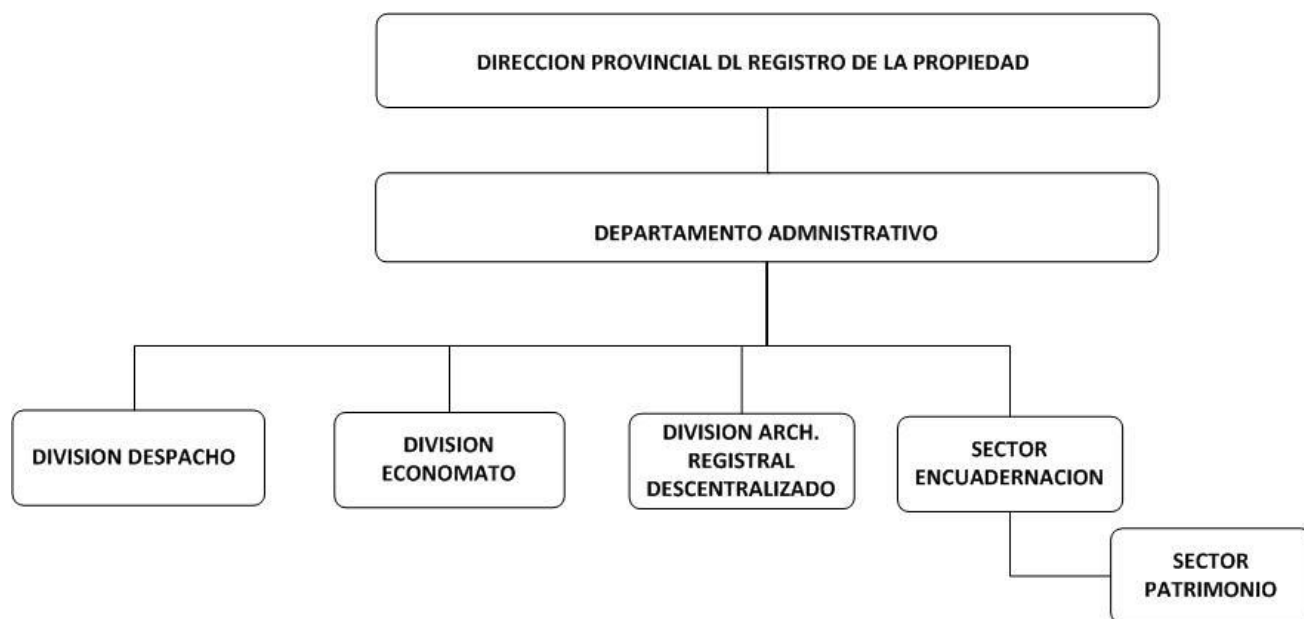 DIRECCION PROVINCIAL DL REGISTRO DE LA PROPIEDAD
DEPARTAMENTO ADMNISTRATIVO
DIVISION DESPACHO
DIVISION
ECONOMATO
DIVISION ARCH.
REGISTRAL
DESCENTRALIZADO
SECTOR
ENCUADERNACION
SECTOR
PATRIMONIO